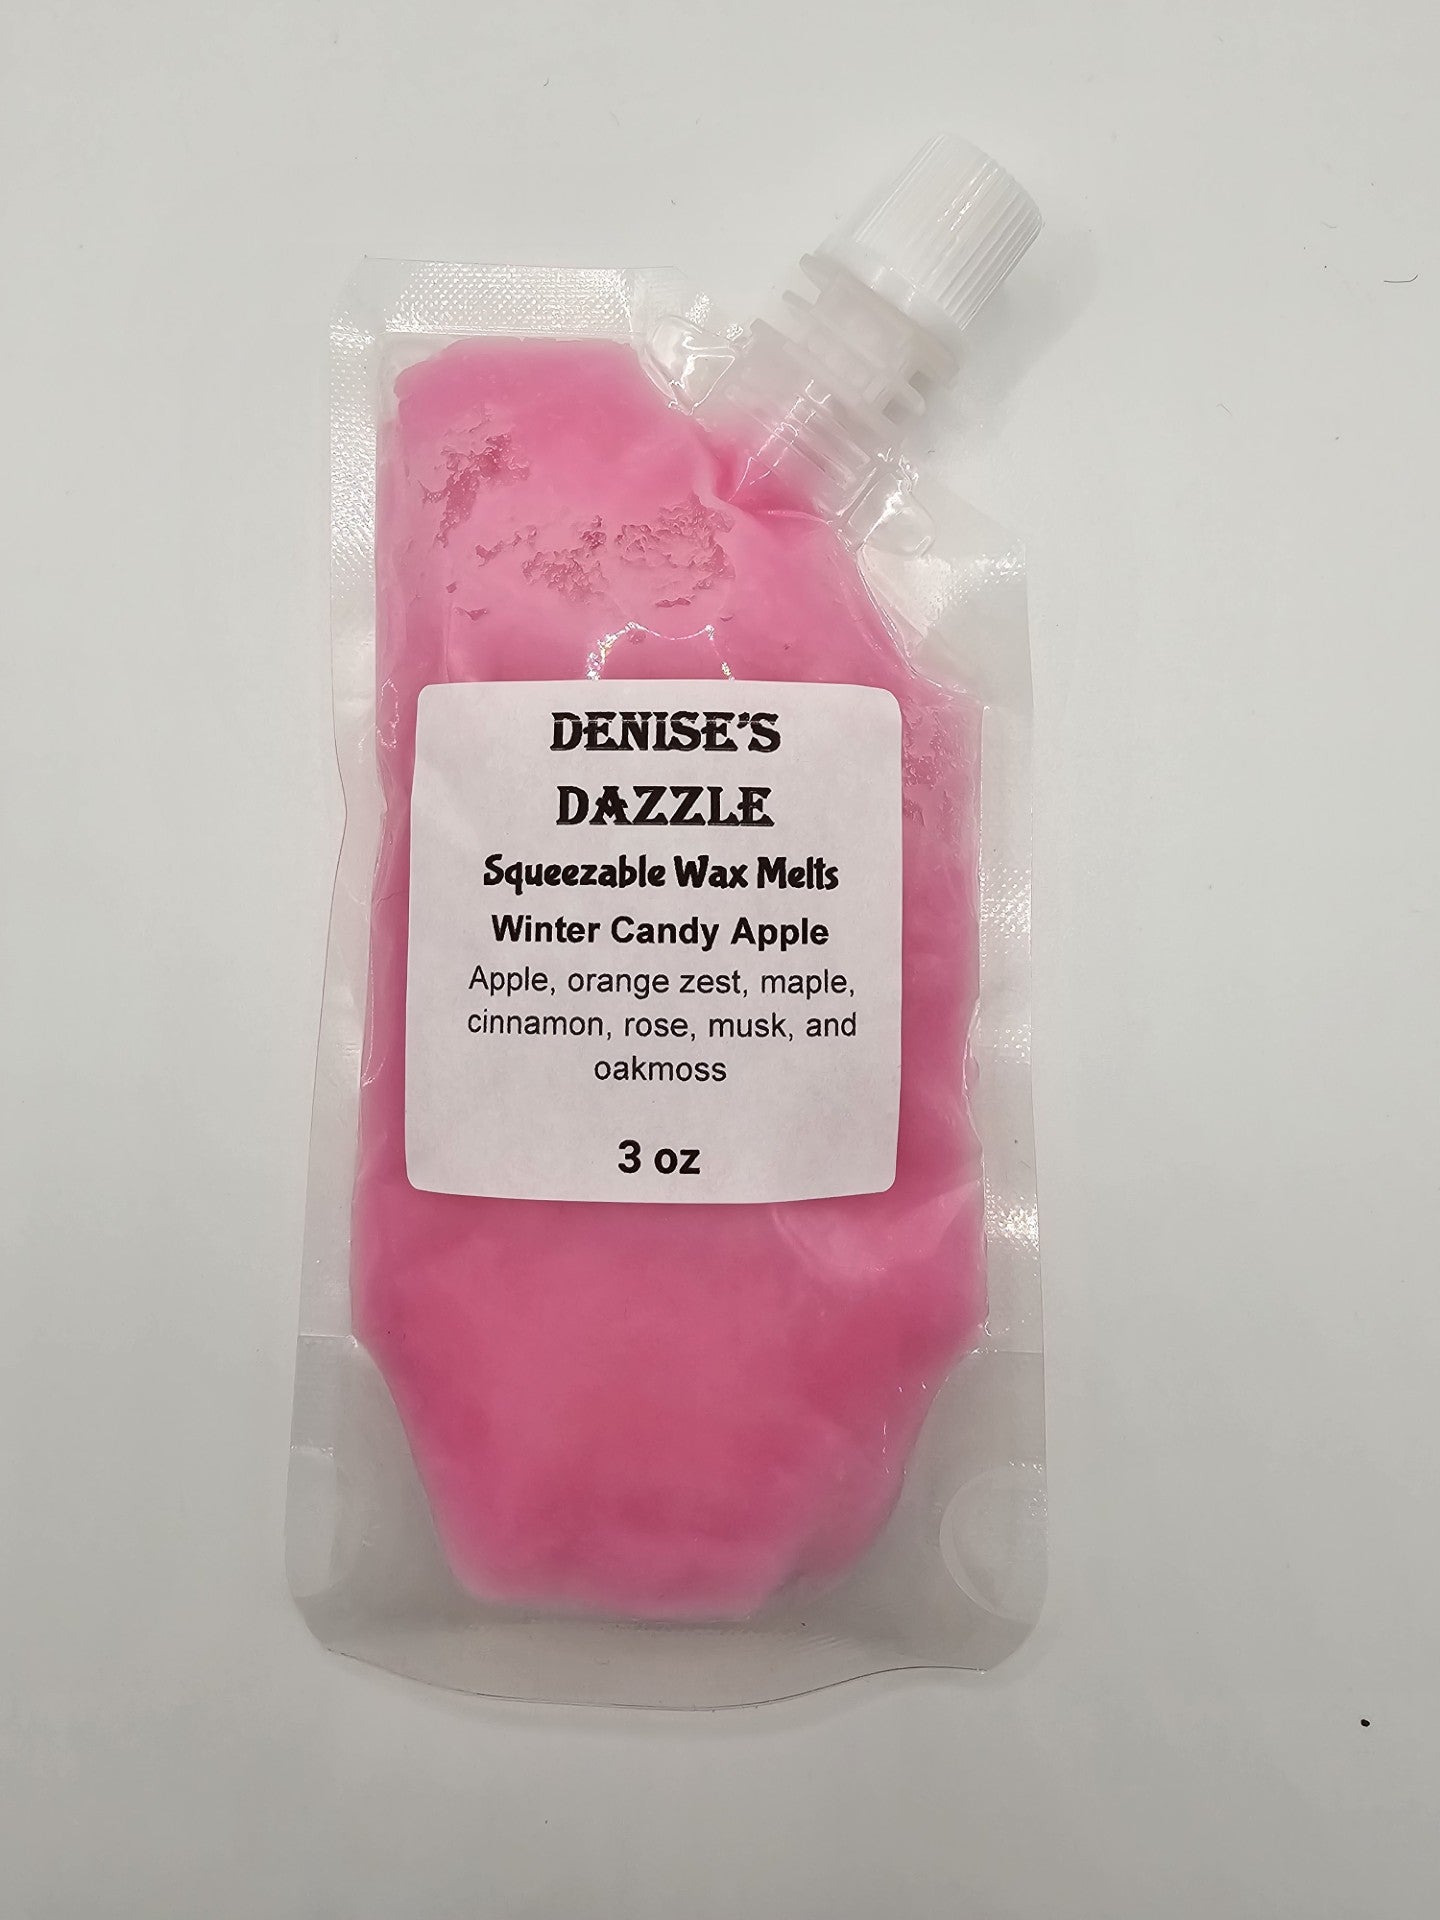 DENISE'S
DAZZLE
Squeezable Wax Melts
Winter Candy Apple
Apple, orange zest, maple,
cinnamon, rose, musk, and
oakmoss
3 oz